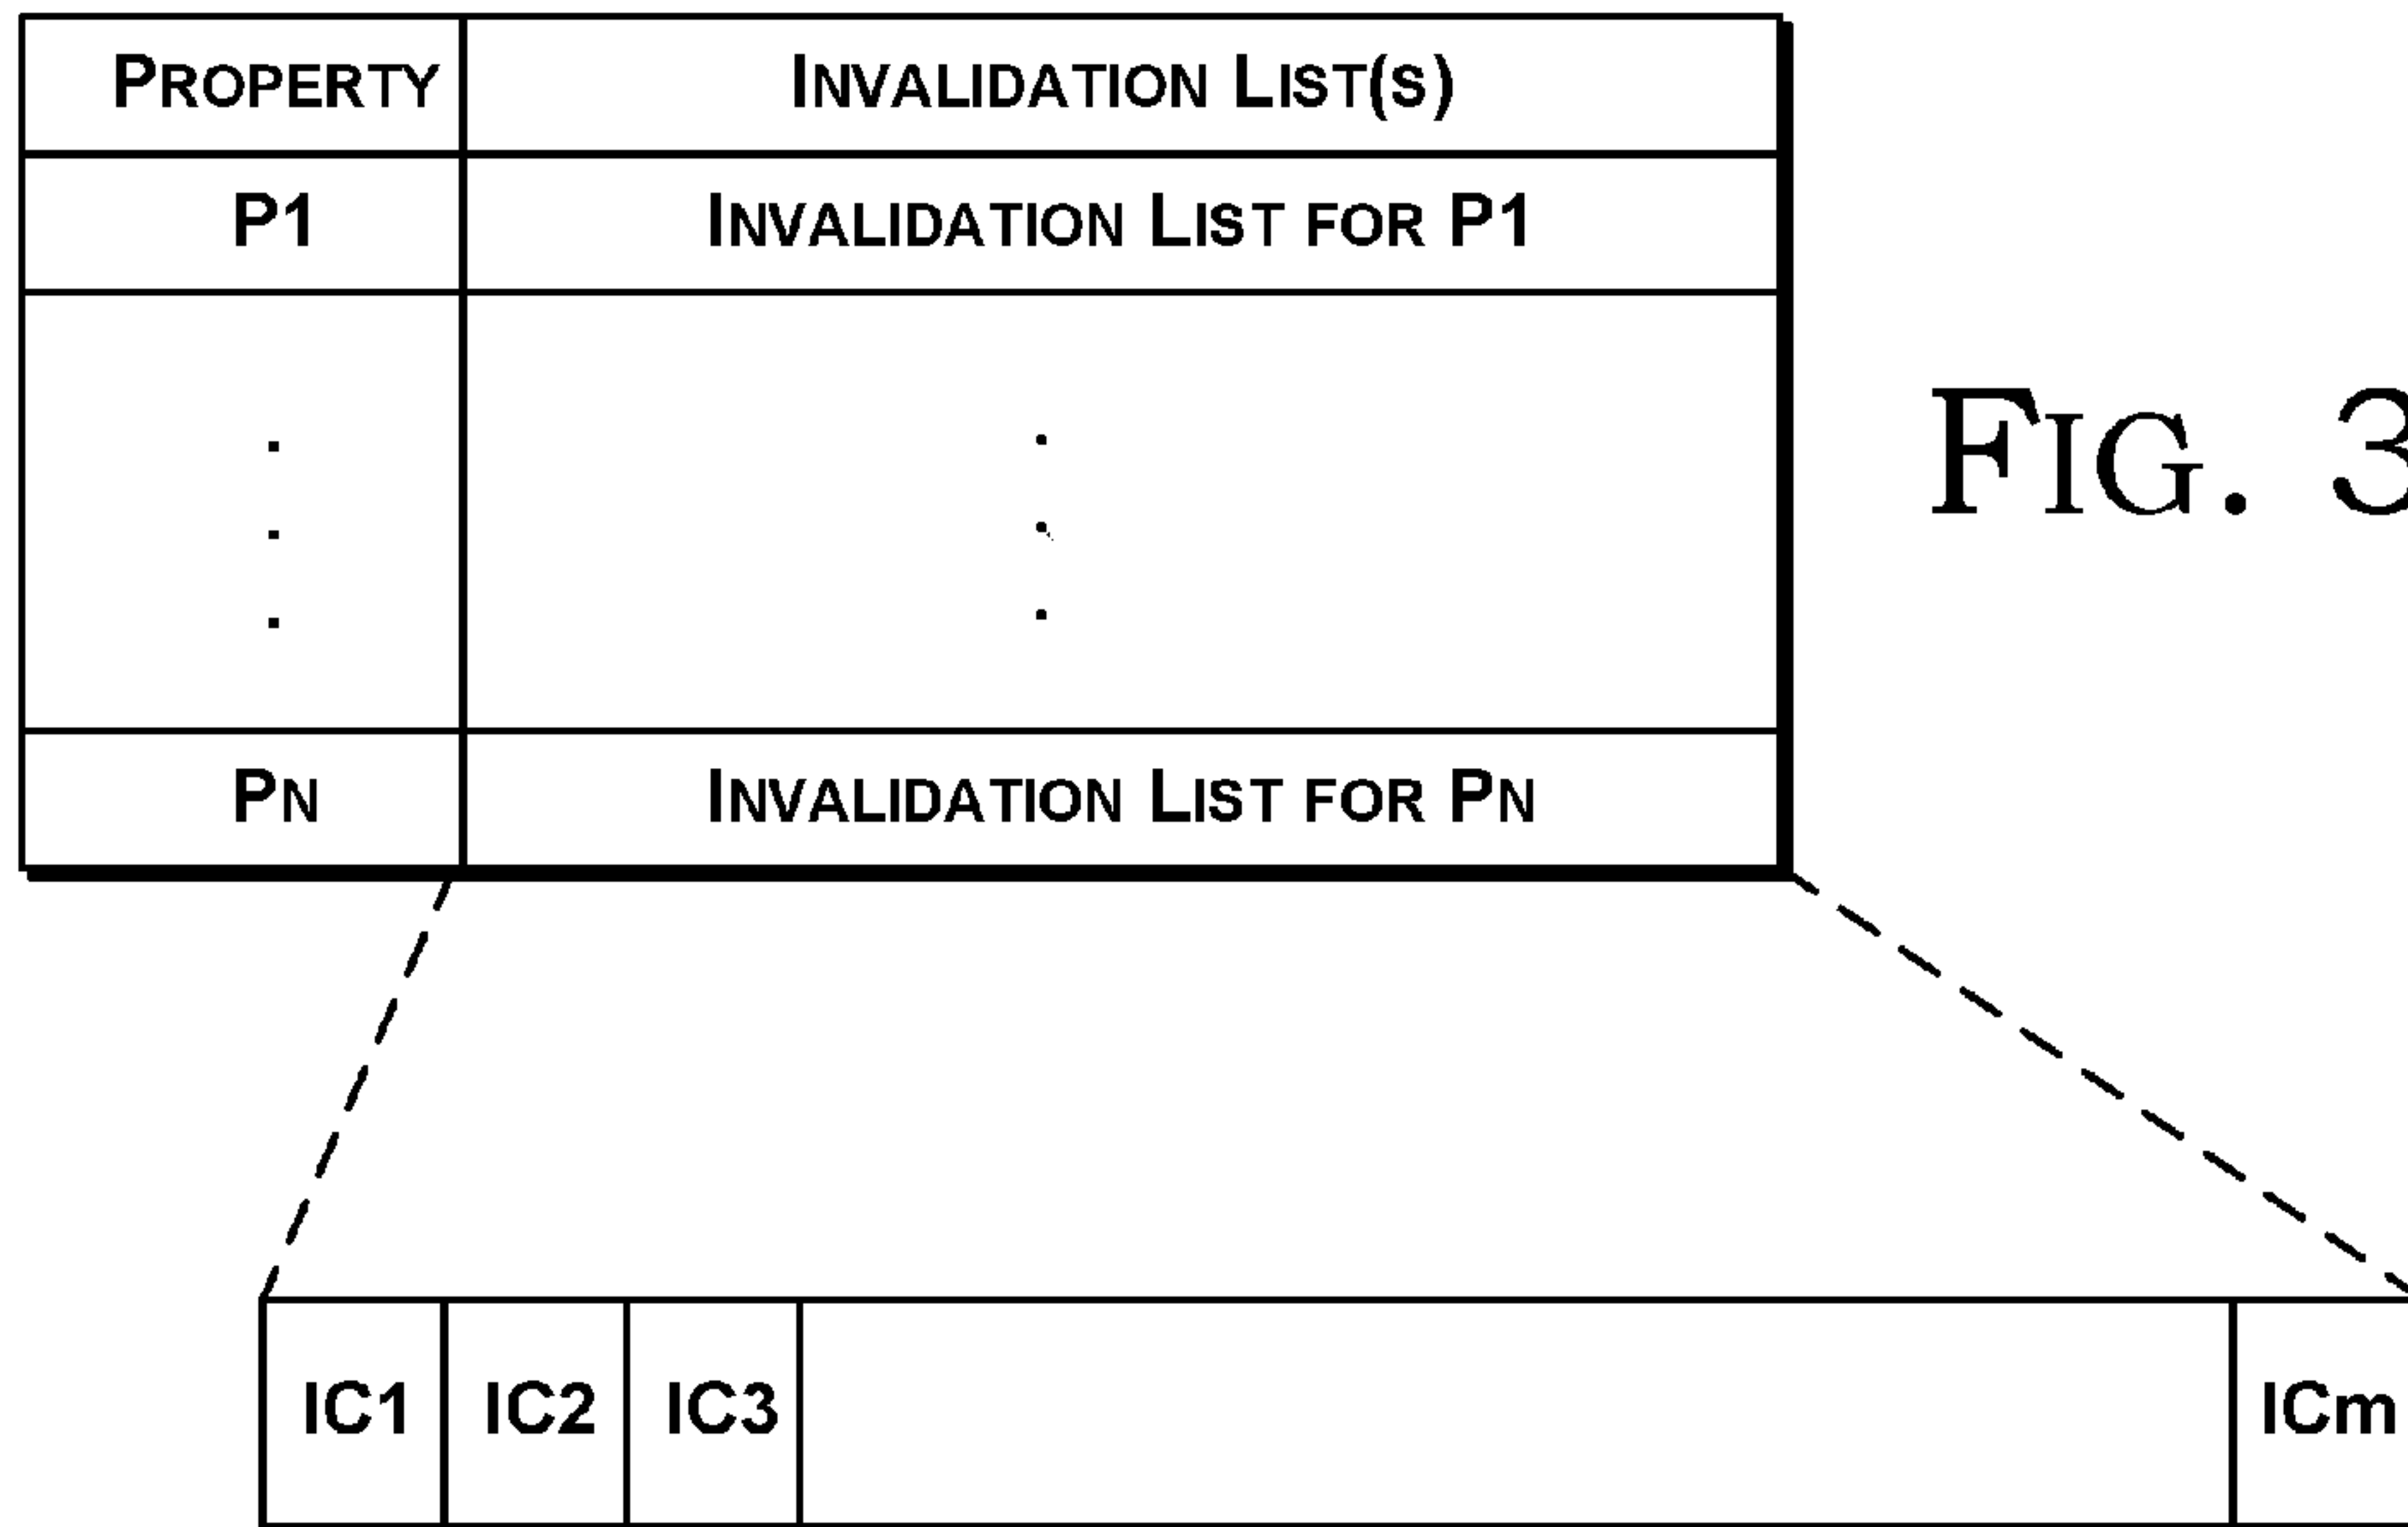 PROPERTY INVALIDATION LIST(S)
P1 INVALIDATION LIST FOR P1
. .
. .
. .
PN INVALIDATION LIST FOR PN
FIG. 3
IC1 IC2 IC3 ICm